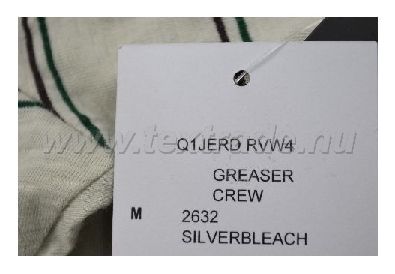 www.textrade.nu
Q1JERD RVW4
GREASER
CREW
M 2632
SILVERBLEACH